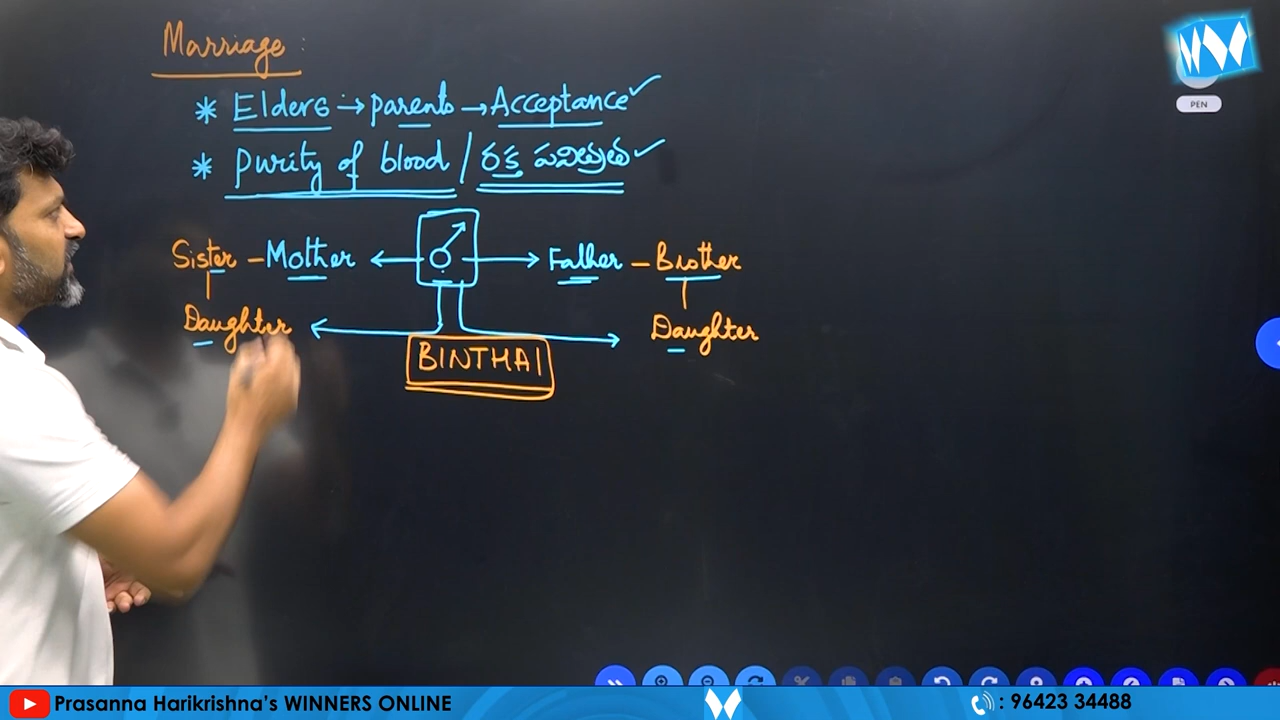 Marriage :
* Elders → parents → Acceptance ✓
* purity of blood / రక్త పవిత్రత ✓
Sister - Mother ← → Father - Brother
Daughter ← → Daughter
BINTHAI
PEN
Prasanna Harikrishna's WINNERS ONLINE
: 96423 34488